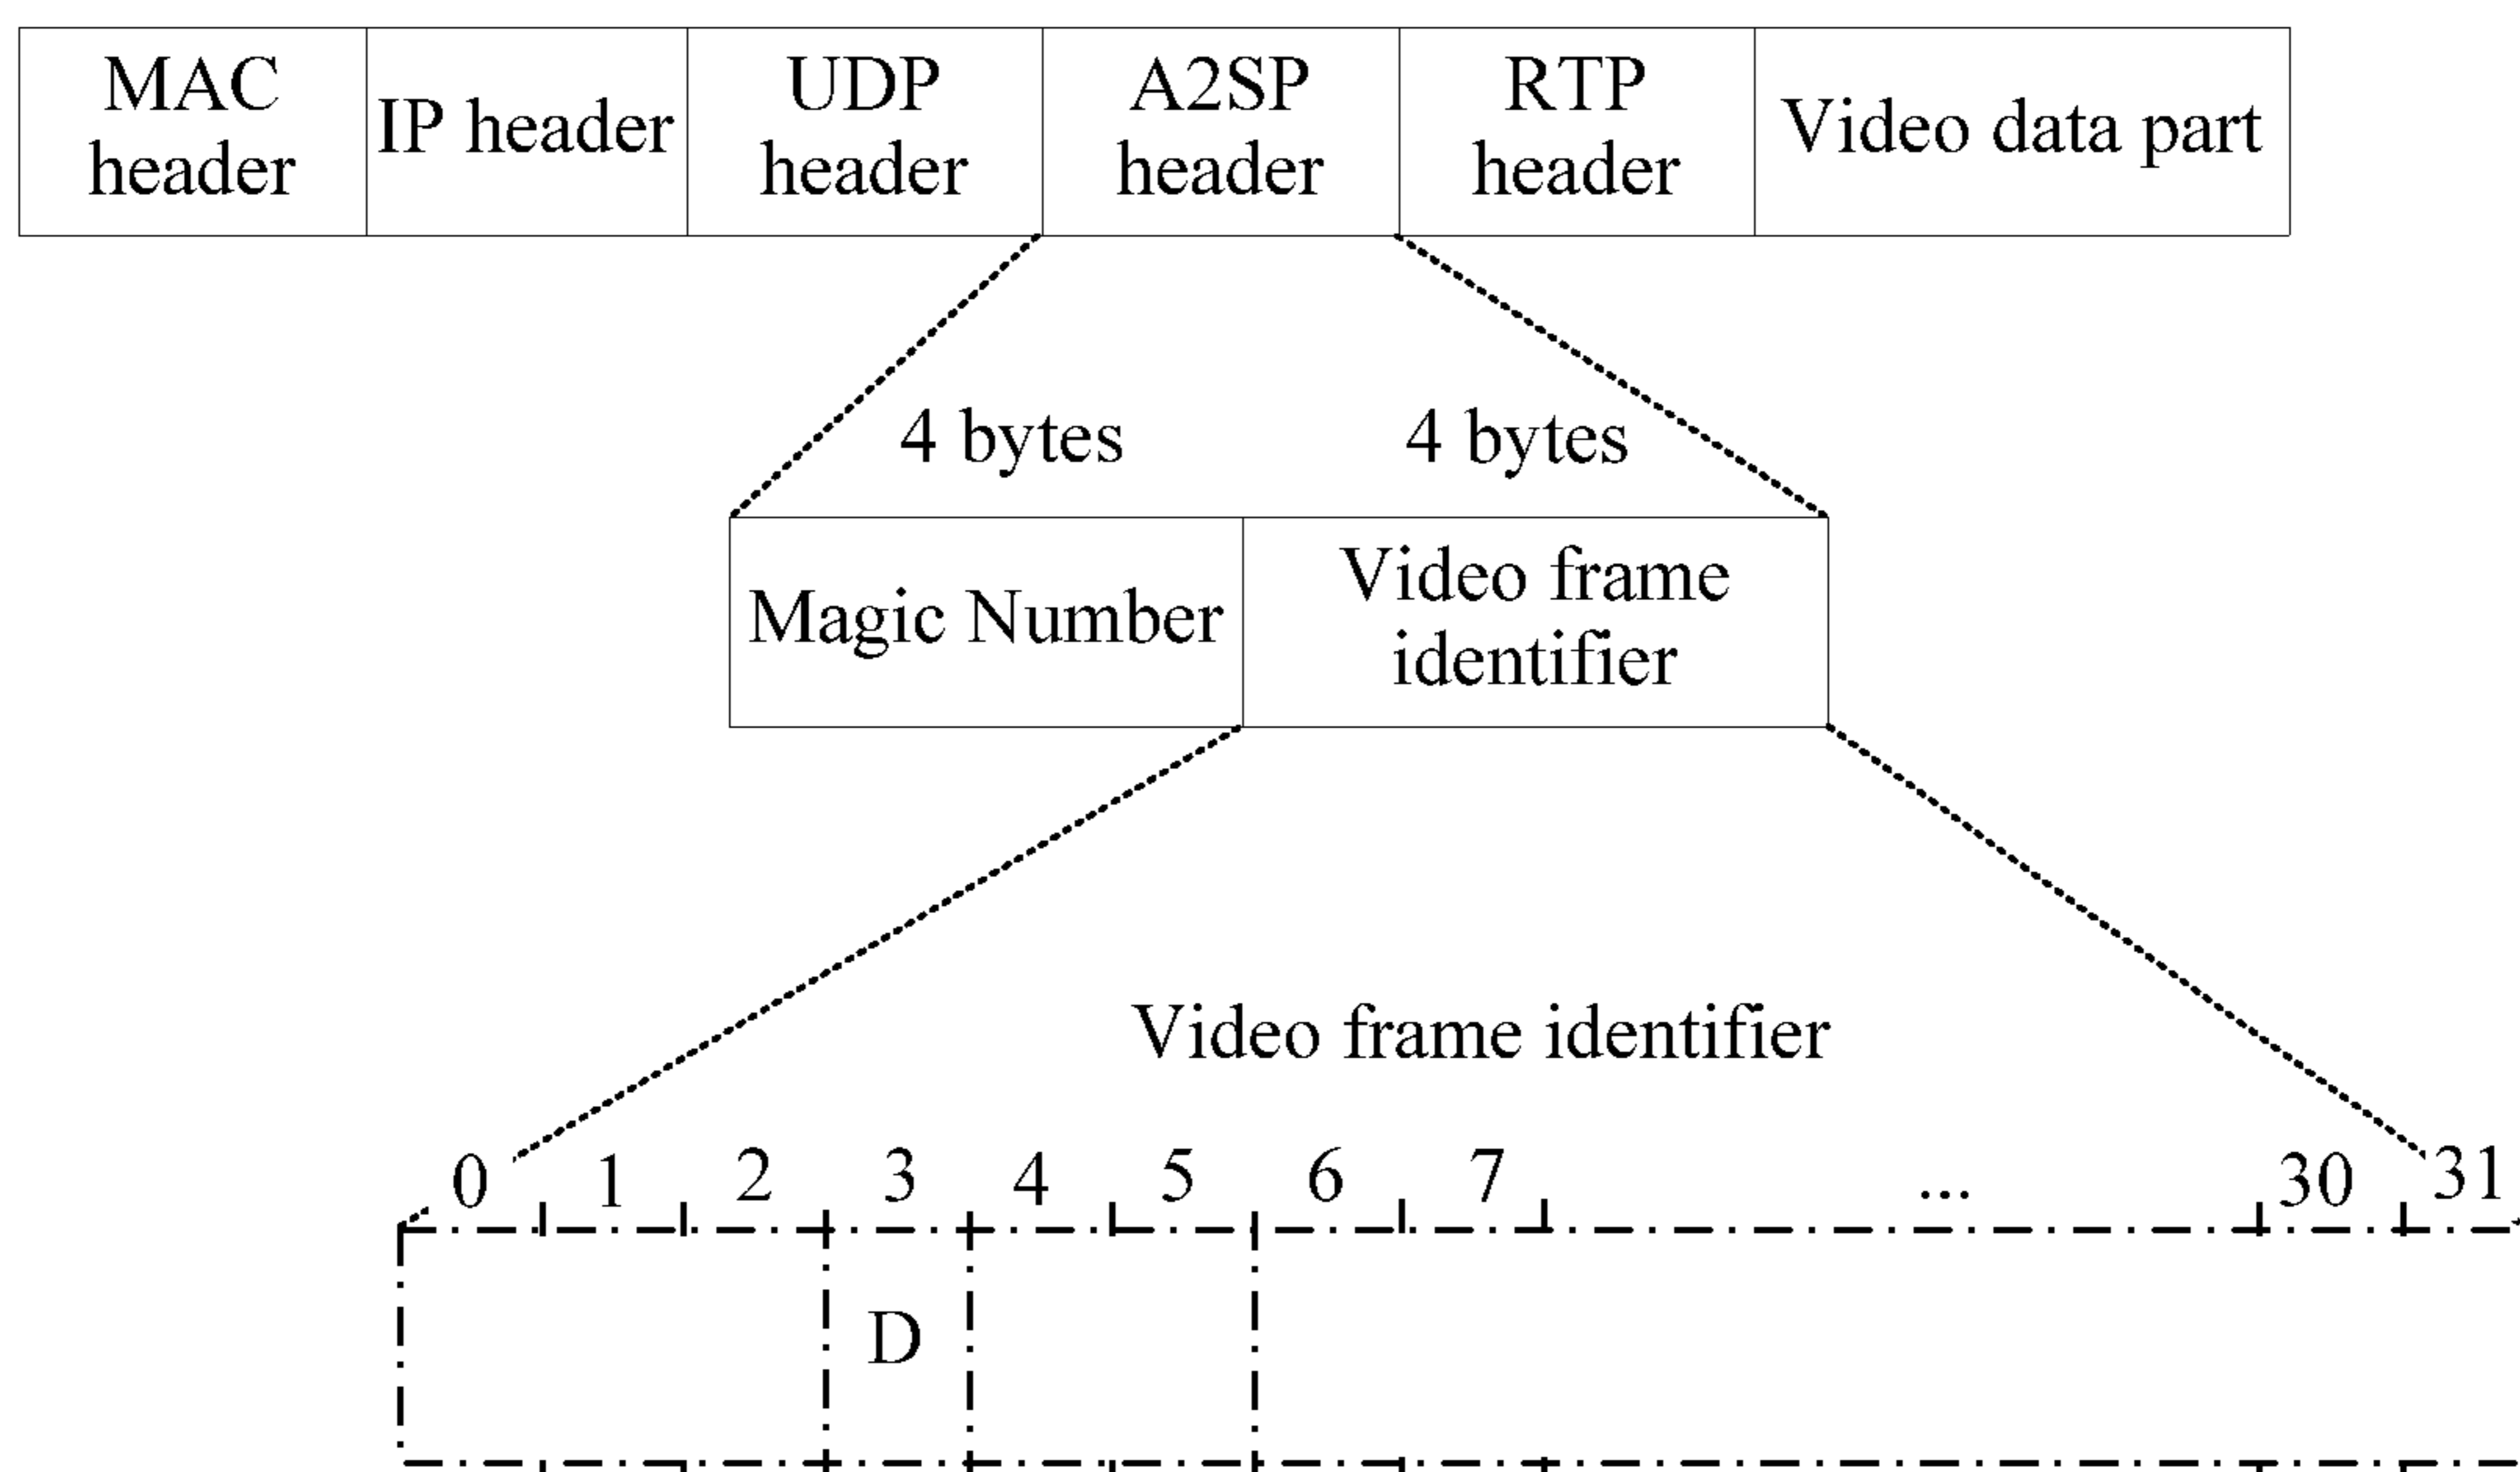 MAC header
IP header
UDP header
A2SP header
RTP header
Video data part
4 bytes 4 bytes
Magic Number
Video frame identifier
Video frame identifier
0 1 2 3 4 5 6 7 ... 30 31
D